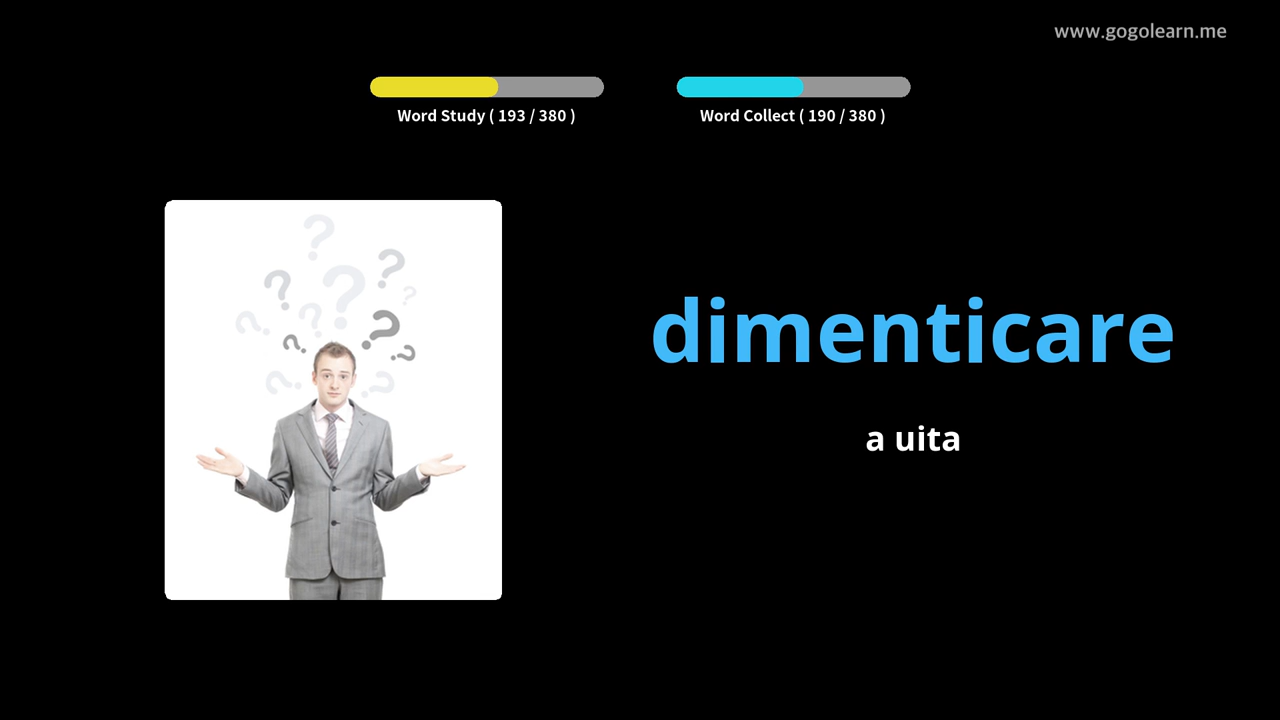 www.gogolearn.me
Word Study ( 193 / 380 )
Word Collect ( 190 / 380 )
dimenticare
a uita